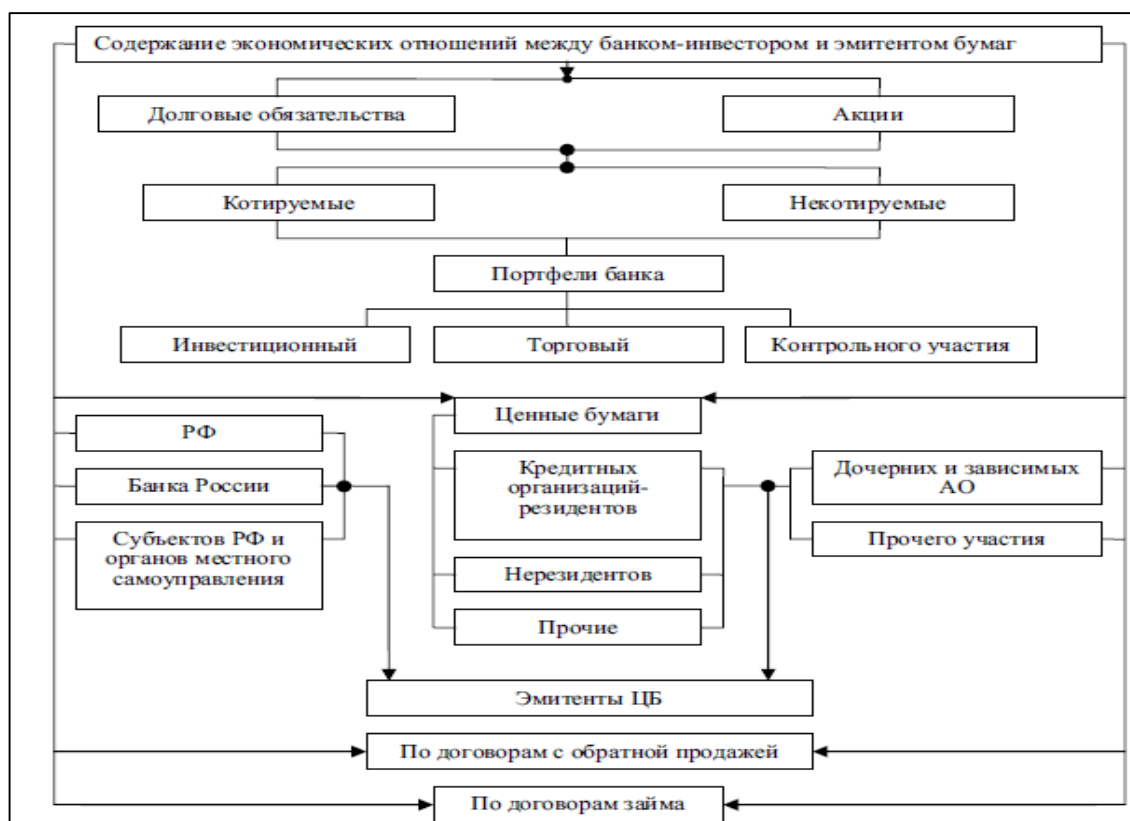 Содержание экономических отношений между банком-инвестором и эмитентом бумаг
Долговые обязательства
Акции
Котируемые
Некотируемые
Портфели банка
Инвестиционный
Торговый
Контрольного участия
Ценные бумаги
РФ
Банка России
Субъектов РФ и
органов местного
самоуправления
Кредитных
организаций-
резидентов
Нерезидентов
Прочие
Дочерних и зависимых
АО
Прочего участия
Эмитенты ЦБ
По договорам с обратной продажей
По договорам займа